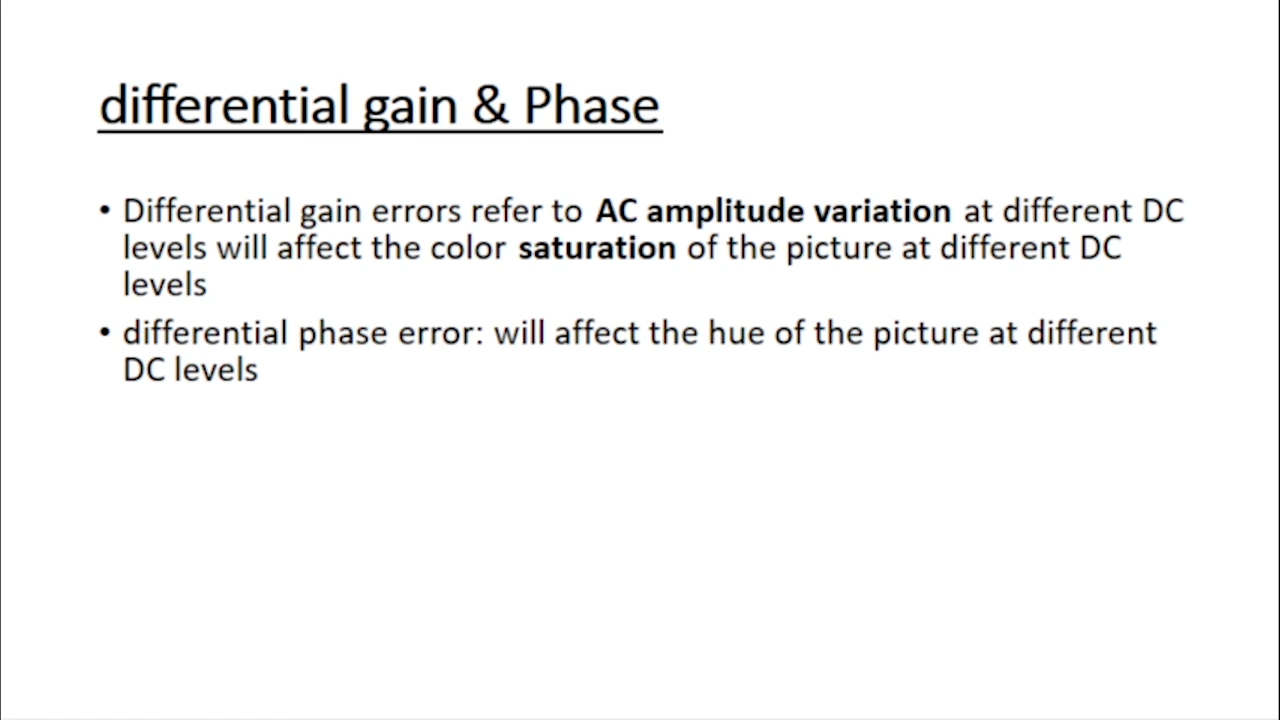 differential gain & Phase
• Differential gain errors refer to AC amplitude variation at different DC
levels will affect the color saturation of the picture at different DC
levels
• differential phase error: will affect the hue of the picture at different
DC levels